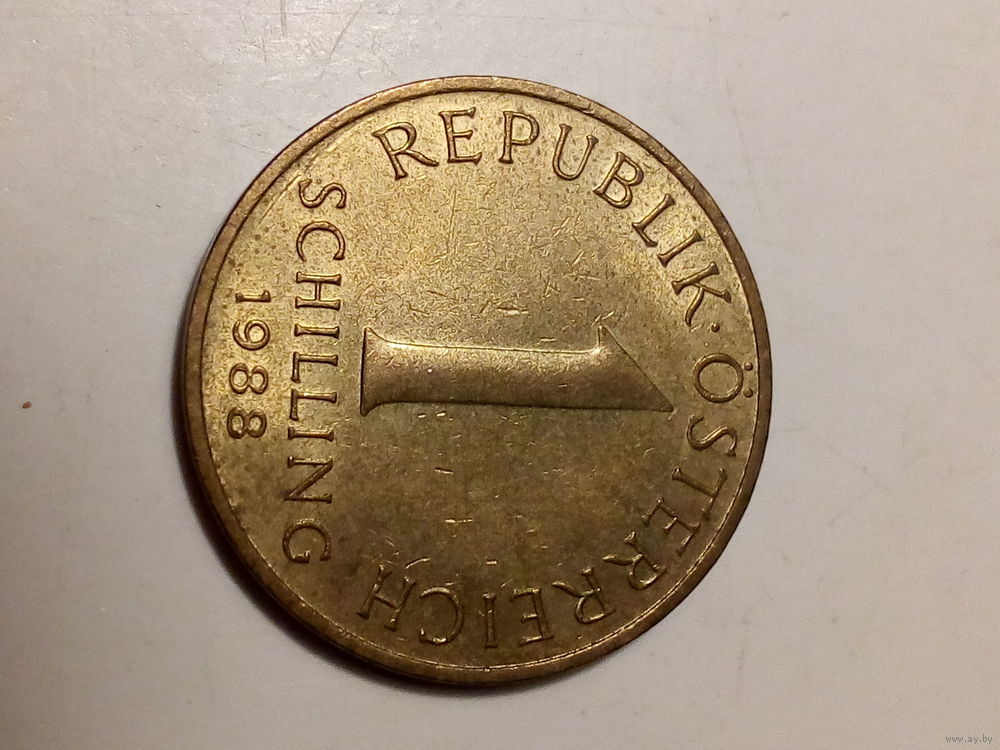 REPUBLIK·ÖSTERREICH
1
SCHILLING
1988
www.ay.by